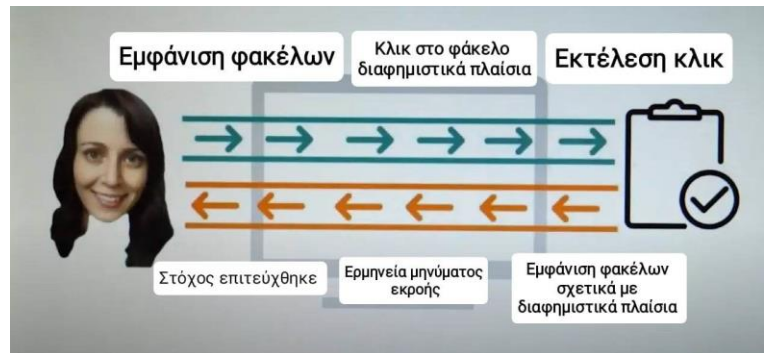 Εμφάνιση φακέλων
Κλικ στο φάκελο
διαφημιστικά πλαίσια
Εκτέλεση κλικ
Στόχος επιτεύχθηκε
Ερμηνεία μηνύματος
εκροής
Εμφάνιση φακέλων
σχετικά με
διαφημιστικά πλαίσια